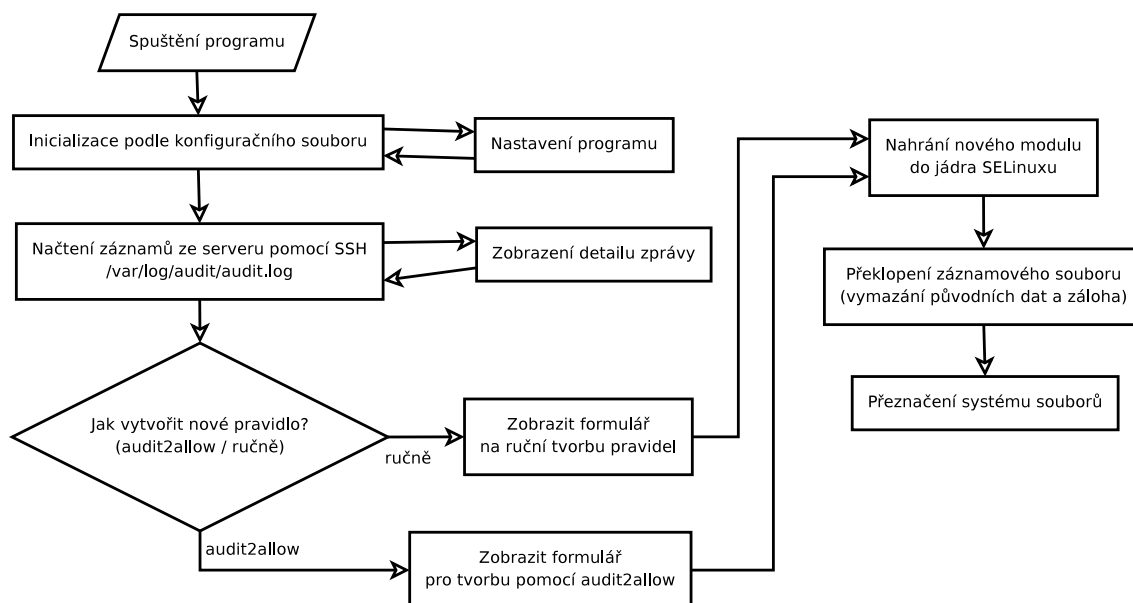 Spuštění programu
Inicializace podle konfiguračního souboru
Nastavení programu
Načtení záznamů ze serveru pomocí SSH
/var/log/audit/audit.log
Zobrazení detailu zprávy
Jak vytvořit nové pravidlo?
(audit2allow / ručně)
ručně
Zobrazit formulář
na ruční tvorbu pravidel
audit2allow
Zobrazit formulář
pro tvorbu pomocí audit2allow
Nahrání nového modulu
do jádra SELinuxu
Překlopení záznamového souboru
(vymazání původních dat a záloha)
Přeznačení systému souborů